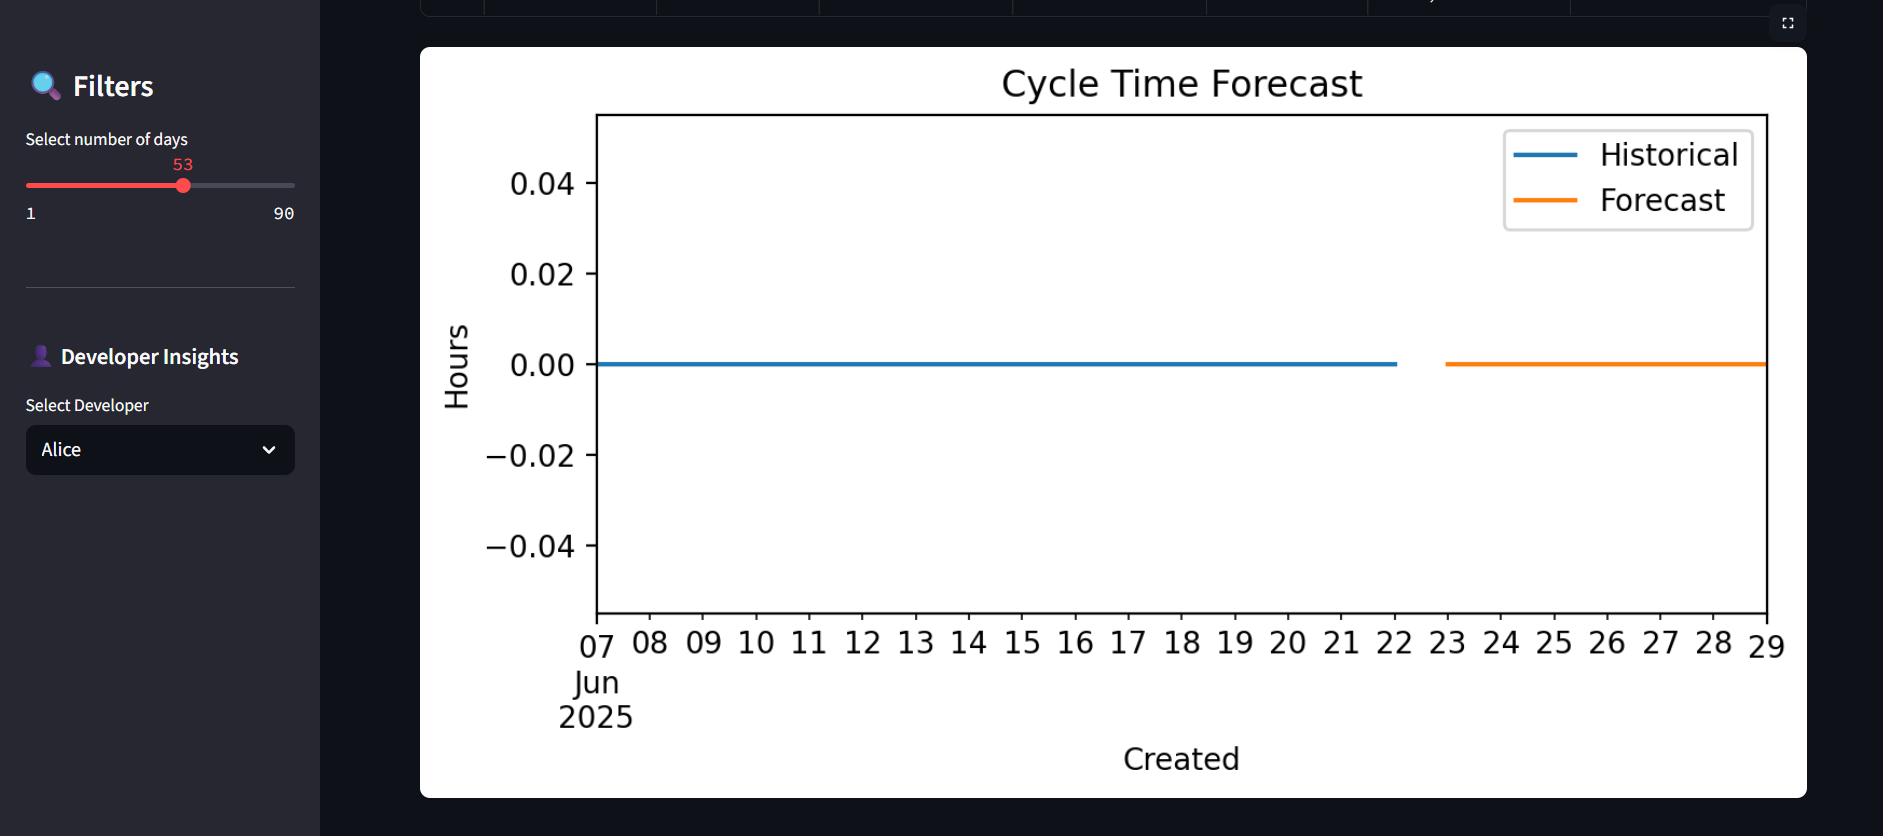 Filters
Select number of days
53
1 90
Developer Insights
Select Developer
Alice
Cycle Time Forecast
Historical
Forecast
0.04
0.02
0.00
−0.02
−0.04
Hours
07 08 09 10 11 12 13 14 15 16 17 18 19 20 21 22 23 24 25 26 27 28 29
Jun
2025
Created